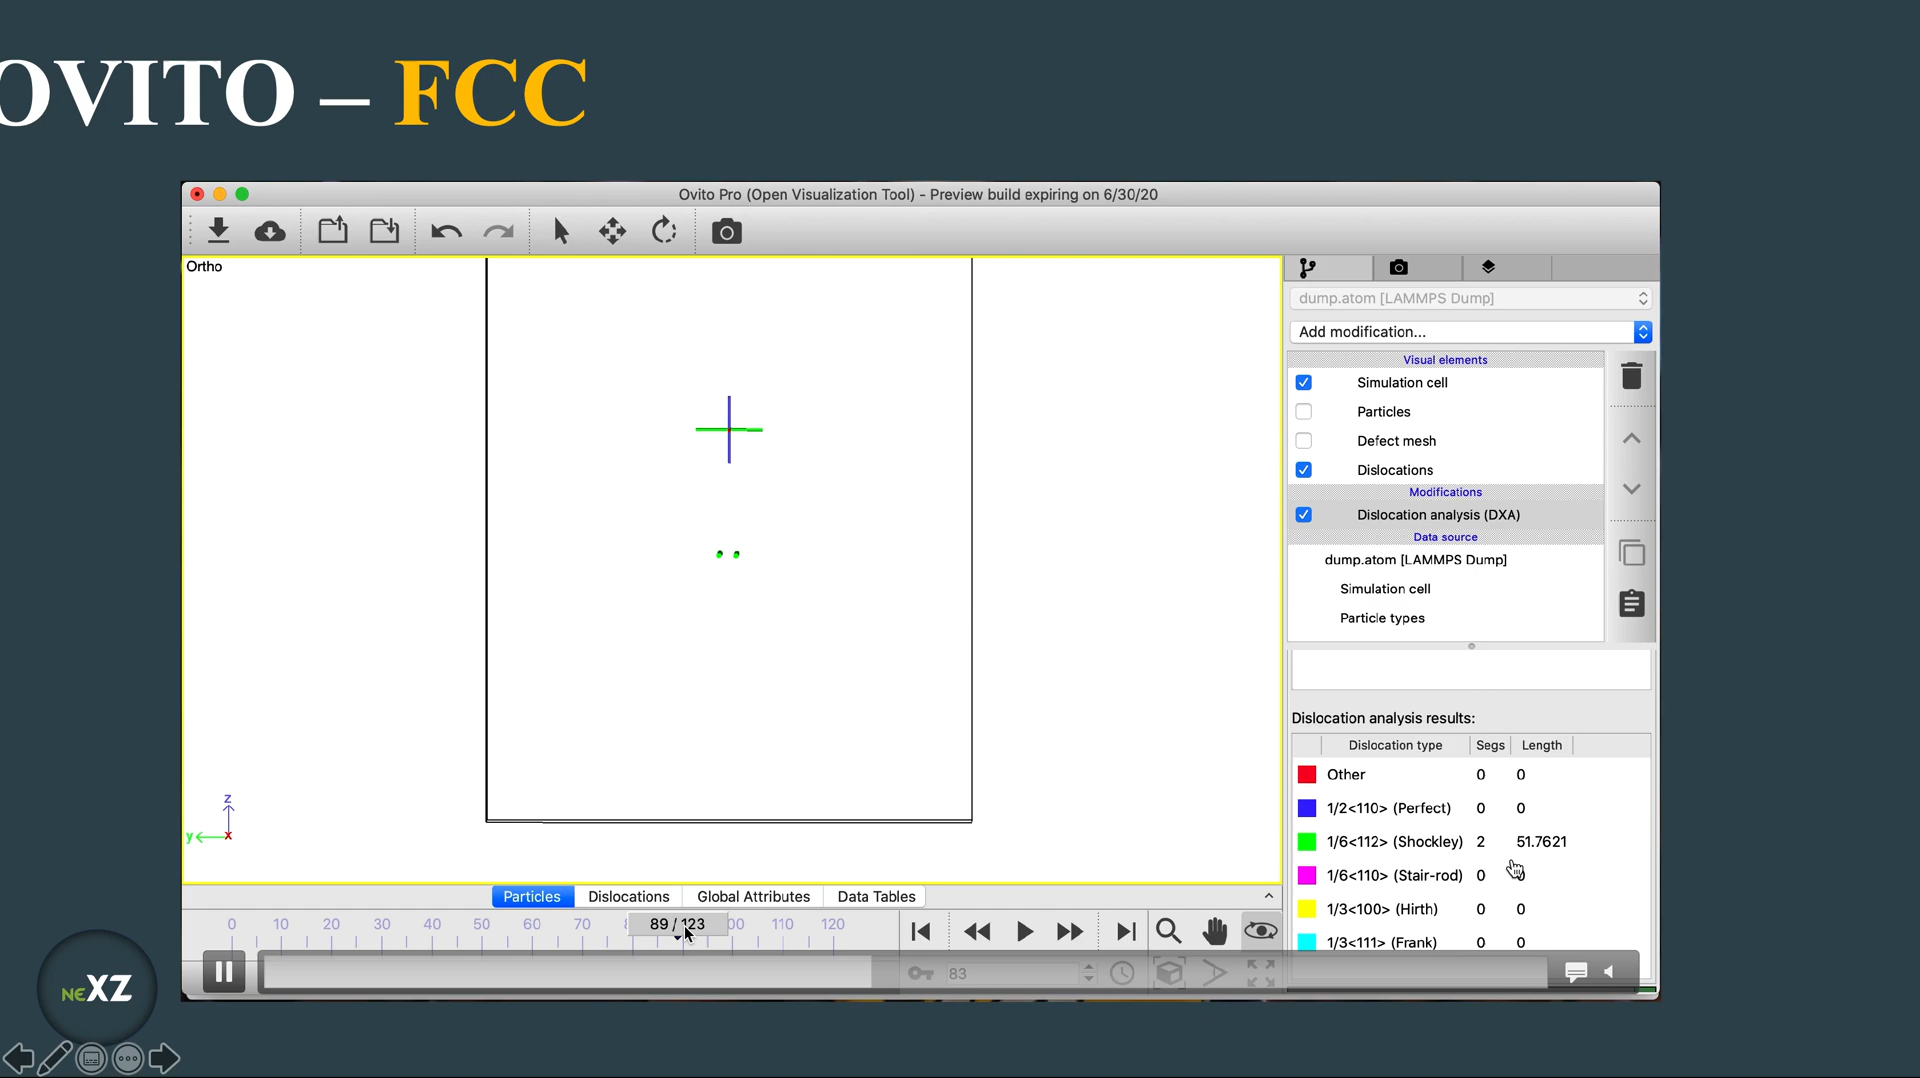 OVITO – FCC
Ovito Pro (Open Visualization Tool) - Preview build expiring on 6/30/20
Ortho
dump.atom [LAMMPS Dump]
Add modification...
Visual elements
Simulation cell
Particles
Defect mesh
Dislocations
Modifications
Dislocation analysis (DXA)
Data source
dump.atom [LAMMPS Dump]
Simulation cell
Particle types
Dislocation analysis results:
Dislocation type Segs Length
Other 0 0
1/2<110> (Perfect) 0 0
1/6<112> (Shockley) 2 51.7621
1/6<110> (Stair-rod) 0 0
1/3<100> (Hirth) 0 0
1/3<111> (Frank) 0 0
z
y x
Particles Dislocations Global Attributes Data Tables
0 10 20 30 40 50 60 70 89 / 123 00 110 120
83
NEXZ